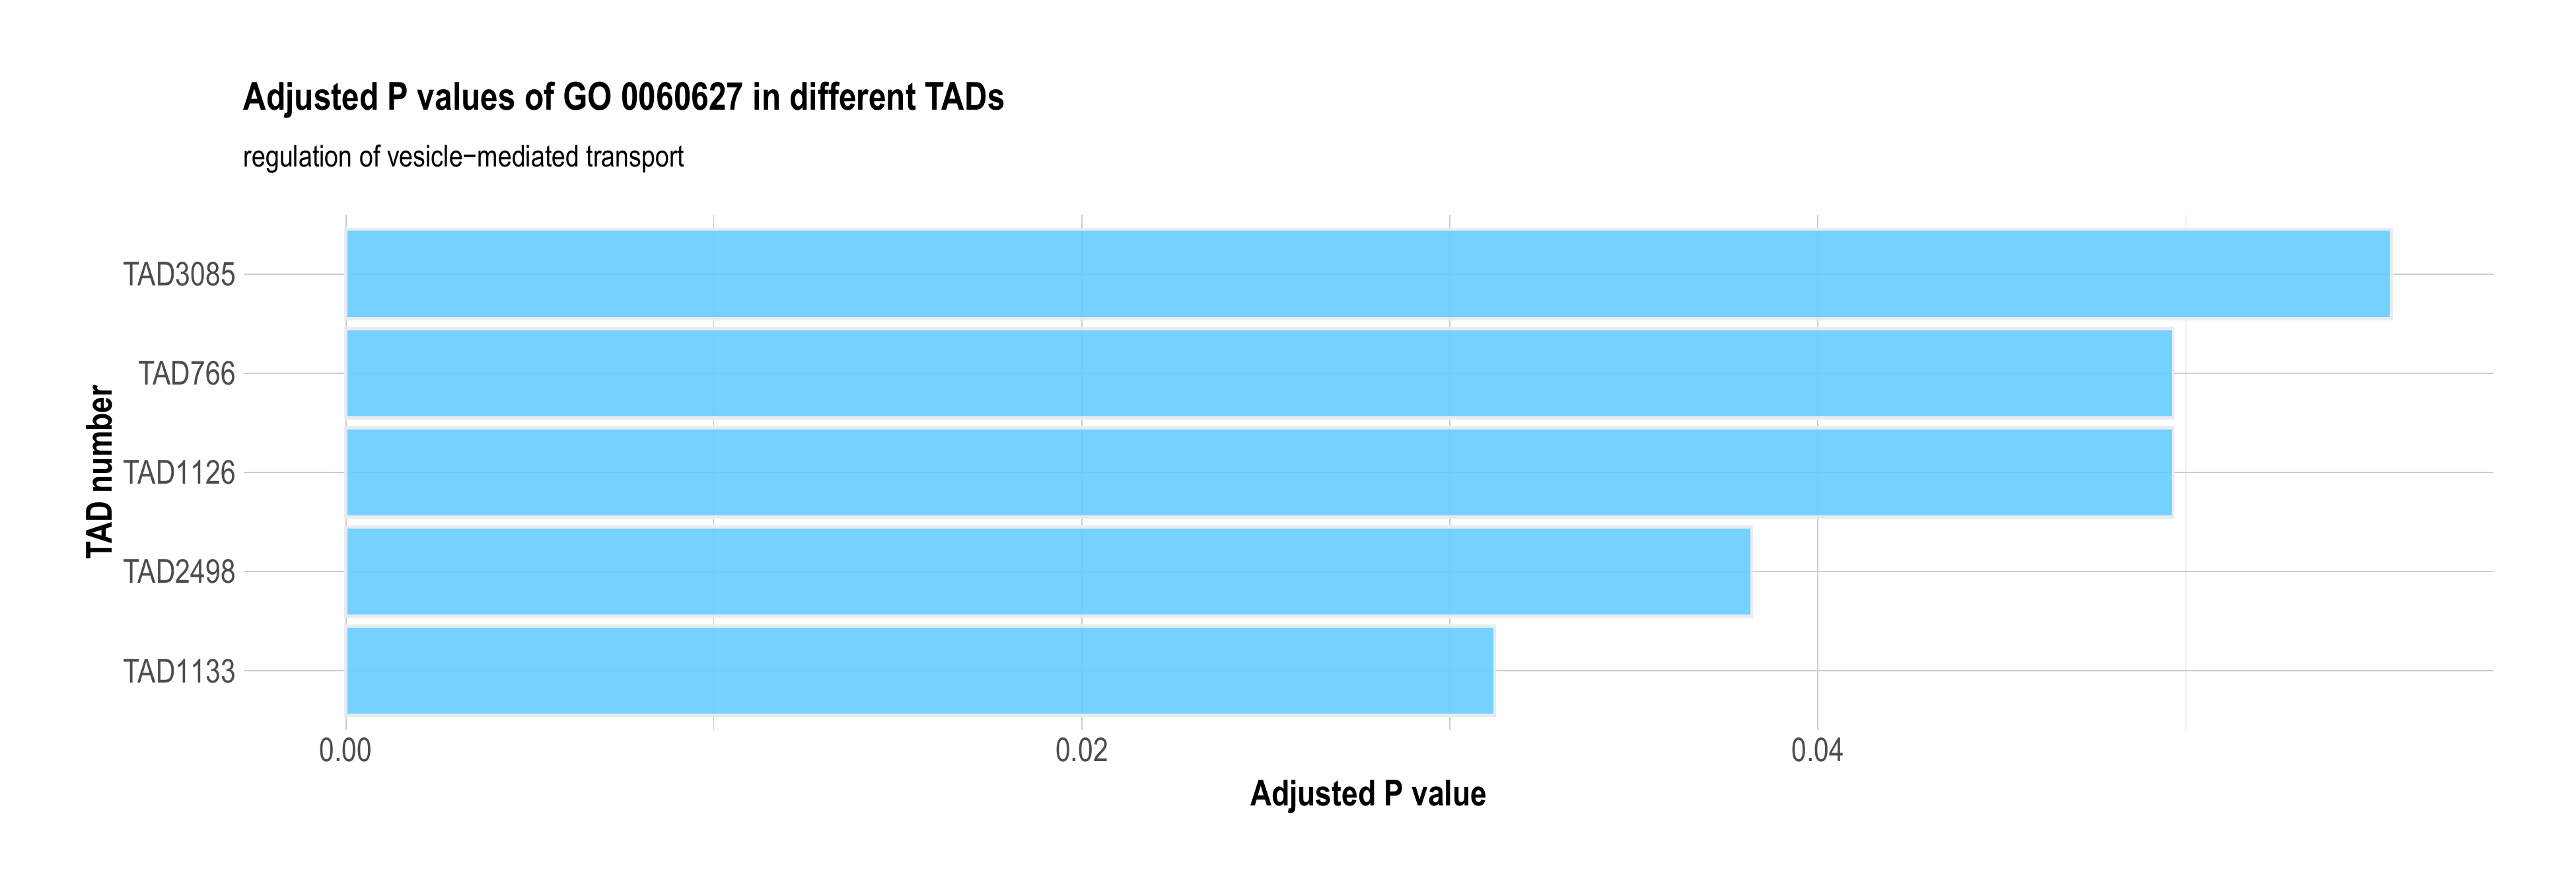 Adjusted P values of GO 0060627 in different TADs
regulation of vesicle−mediated transport
TAD number
TAD3085
TAD766
TAD1126
TAD2498
TAD1133
0.00 0.02 0.04
Adjusted P value